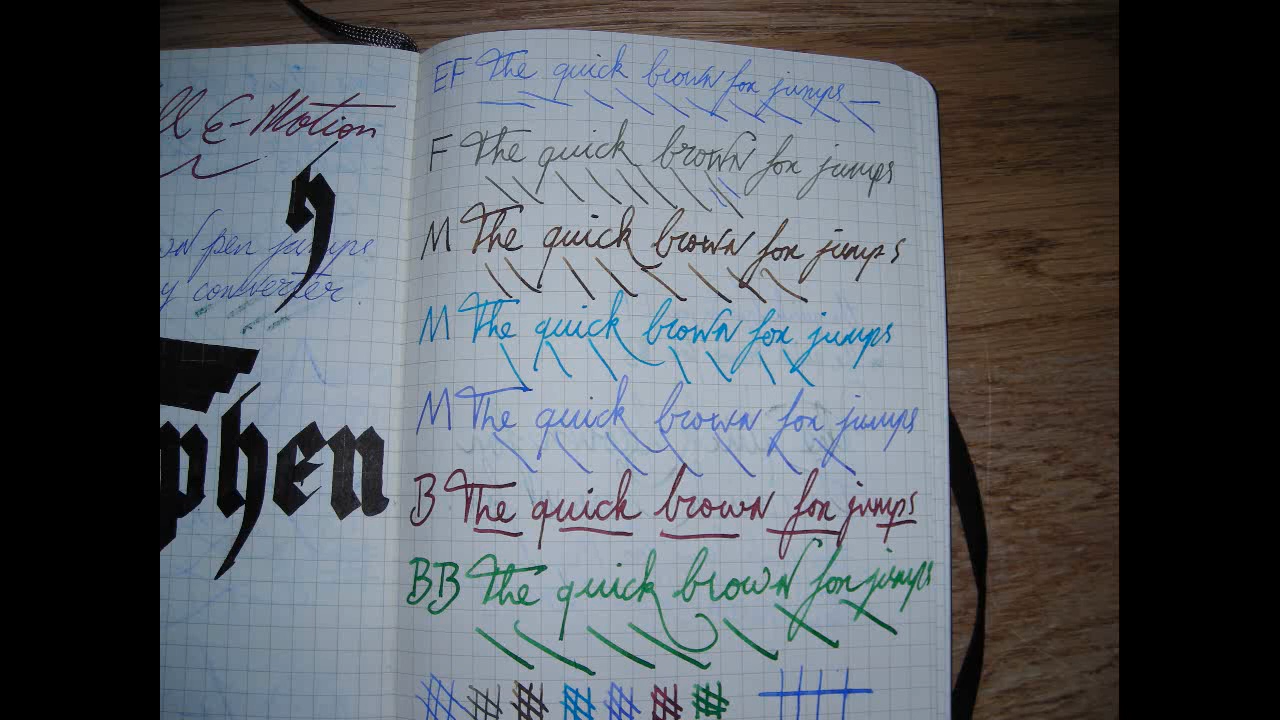 ll E-Motion
n
wn pen jumps
y converter.
phen
EF The quick brown fox jumps
F The quick brown fox jumps
M The quick brown fox jumps
M The quick brown fox jumps
M The quick brown fox jumps
B The quick brown fox jumps
BB The quick brown fox jumps